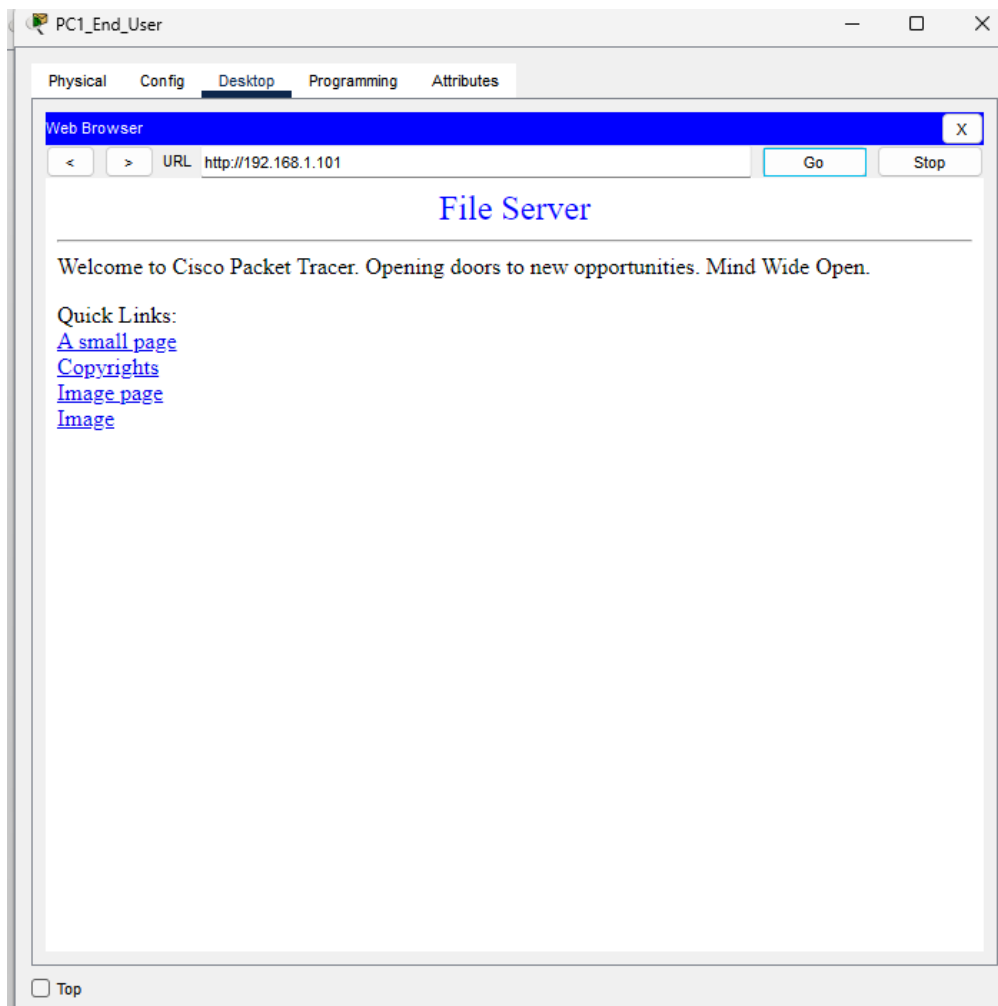 PC1_End_User
Physical Config Desktop Programming Attributes
Web Browser X
< > URL http://192.168.1.101 Go Stop
File Server
Welcome to Cisco Packet Tracer. Opening doors to new opportunities. Mind Wide Open.
Quick Links:
A small page
Copyrights
Image page
Image
Top